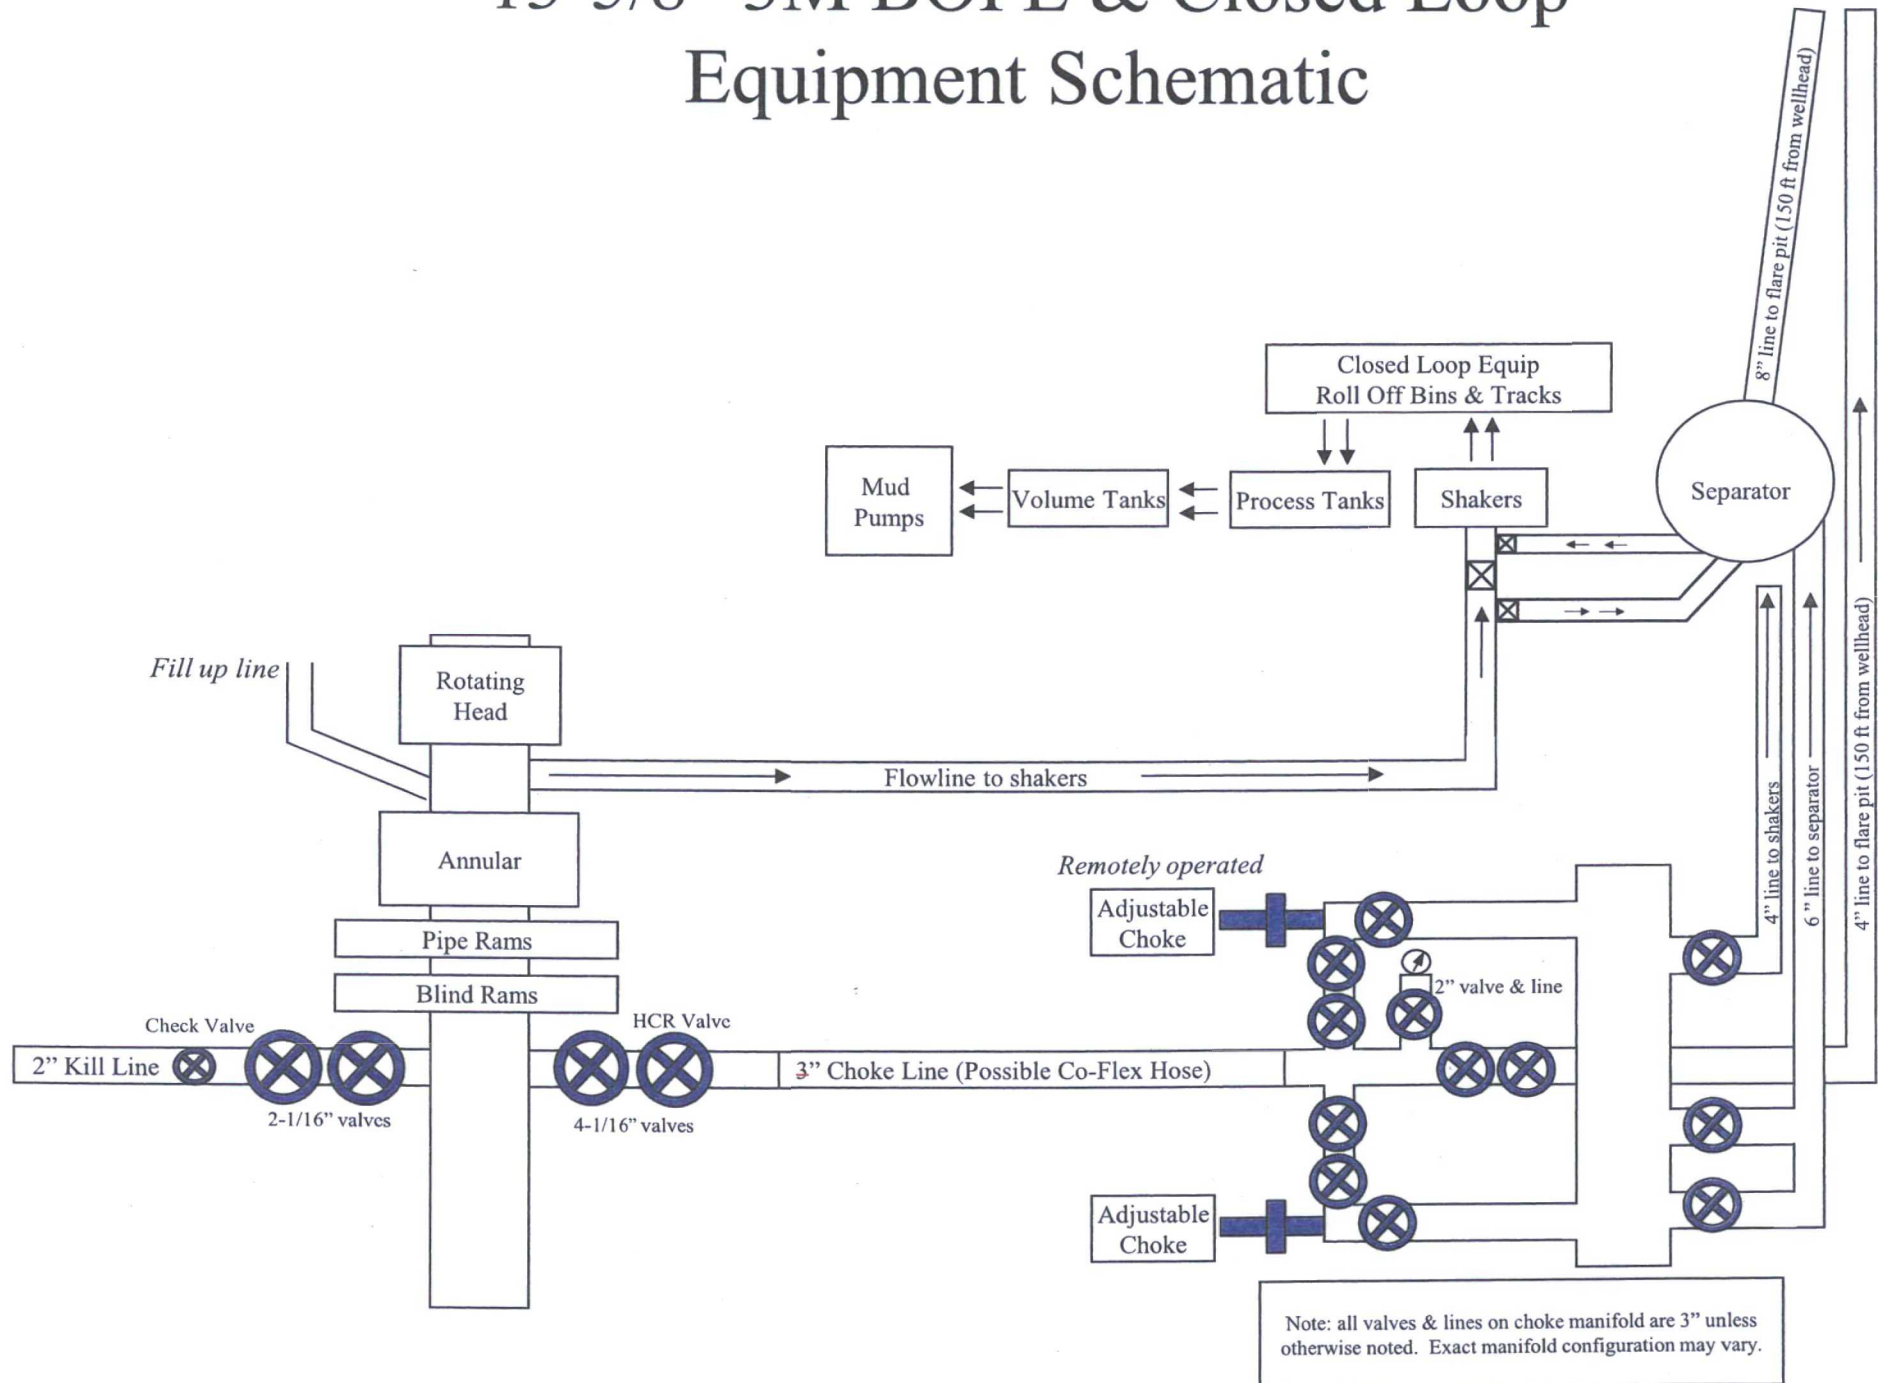 Equipment Schematic
8” line to flare pit (150 ft from wellhead)
Closed Loop Equip
Roll Off Bins & Tracks
Mud
Pumps
Volume Tanks
Process Tanks
Shakers
Separator
Fill up line
Rotating
Head
Flowline to shakers
Annular
Pipe Rams
Blind Rams
Remotely operated
Adjustable
Choke
2” valve & line
4” line to shakers
6” line to separator
4” line to flare pit (150 ft from wellhead)
Check Valve
HCR Valve
2” Kill Line
3” Choke Line (Possible Co-Flex Hose)
2-1/16” valves
4-1/16” valves
Adjustable
Choke
Note: all valves & lines on choke manifold are 3” unless
otherwise noted. Exact manifold configuration may vary.